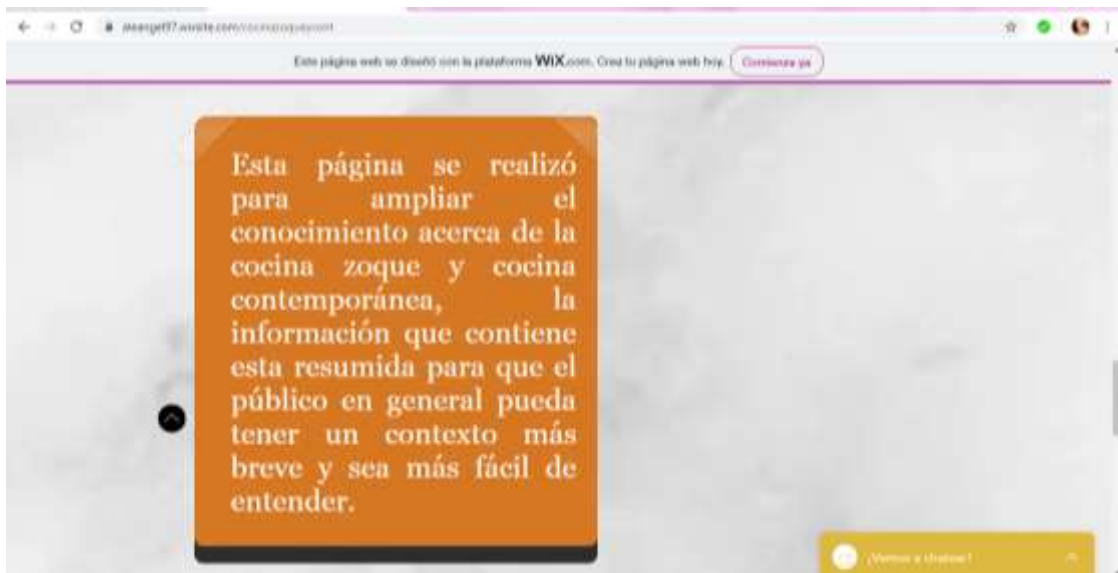 Este página web se diseñó con la plataforma WiX.com. Crea tu página web hoy. Comienza ya
Esta página se realizó
para ampliar el
conocimiento acerca de la
cocina zoque y cocina
contemporánea, la
información que contiene
esta resumida para que el
público en general pueda
tener un contexto más
breve y sea más fácil de
entender.
¡Vamos a chatear!